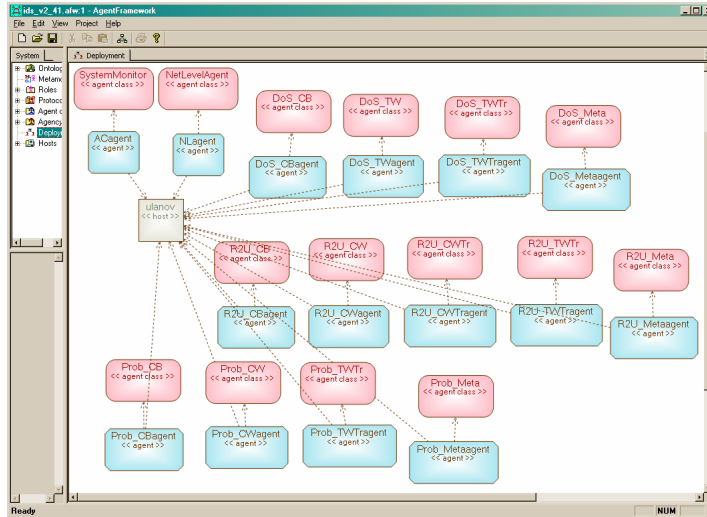 ids_v2_41.afw:1 - AgentFramework
File Edit View Project Help
System
Deployment
Ontolog
Metamo
Roles
Protoco
Agent c
Agency
Deploy
Hosts
SystemMonitor
<< agent class >>
NetLevelAgent
<< agent class >>
DoS_CB
<< agent class >>
DoS_TW
<< agent class >>
DoS_TWTr
<< agent class >>
DoS_Meta
<< agent class >>
ACagent
<< agent >>
NLagent
<< agent >>
DoS_CBagent
<< agent >>
DoS_TWagent
<< agent >>
DoS_TWTragent
<< agent >>
DoS_Metaagent
<< agent >>
ulanov
<< host >>
R2U_CB
<< agent class >>
R2U_CW
<< agent class >>
R2U_CWTr
<< agent class >>
R2U_TWTr
<< agent class >>
R2U_Meta
<< agent class >>
R2U_CBagent
<< agent >>
R2U_CWagent
<< agent >>
R2U_CWTragent
<< agent >>
R2U_TWTragent
<< agent >>
R2U_Metaagent
<< agent >>
Prob_CB
<< agent class >>
Prob_CW
<< agent class >>
Prob_TWTr
<< agent class >>
Prob_Meta
<< agent class >>
Prob_CBagent
<< agent >>
Prob_CWagent
<< agent >>
Prob_TWTragent
<< agent >>
Prob_Metaagent
<< agent >>
Ready
NUM